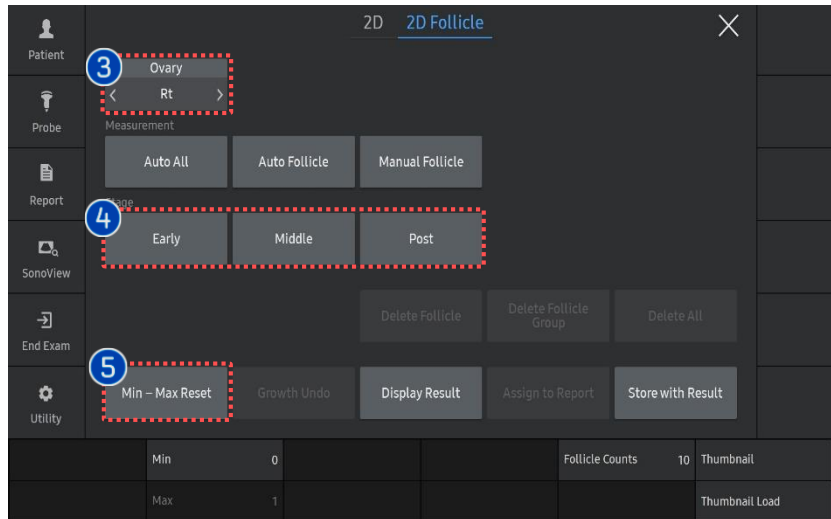 2D 2D Follicle
Patient
3
Ovary
< Rt >
Probe
Measurement
Auto All Auto Follicle Manual Follicle
Report
Stage
4
Early Middle Post
SonoView
Delete Follicle Delete Follicle
Group Delete All
End Exam
5
Min – Max Reset Growth Undo Display Result Assign to Report Store with Result
Utility
Min 0 Follicle Counts 10 Thumbnail
Max 1 Thumbnail Load